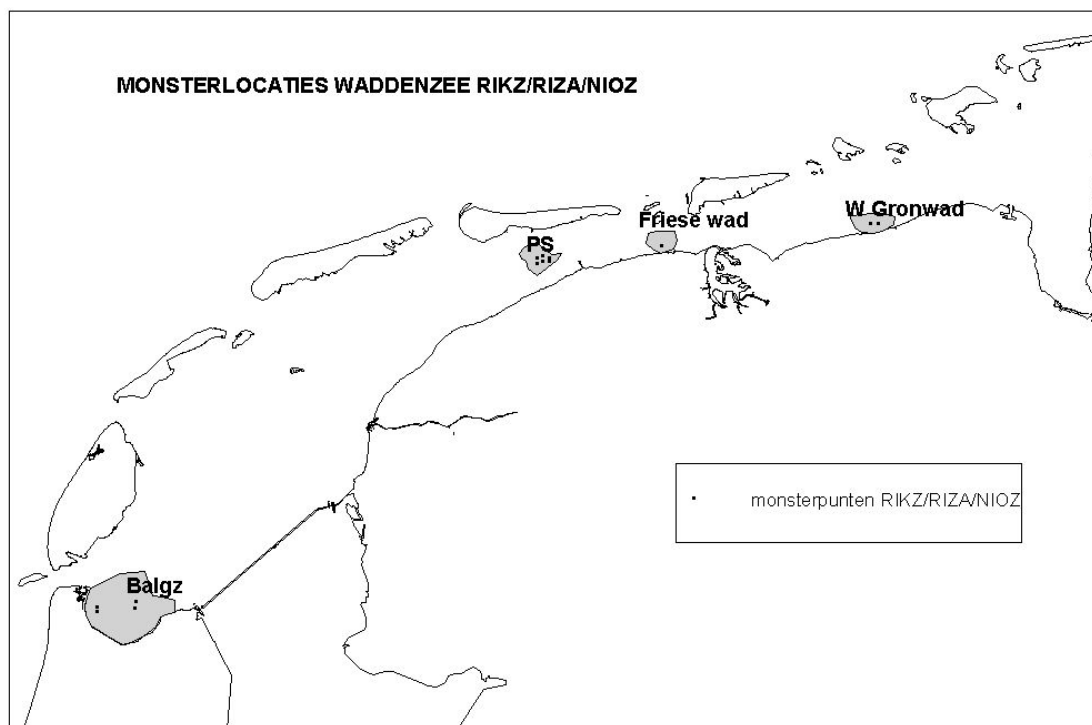 MONSTERLOCATIES WADDENZEE RIKZ/RIZA/NIOZ
W Gronwad
Friese wad
PS
monsterpunten RIKZ/RIZA/NIOZ
Balgz